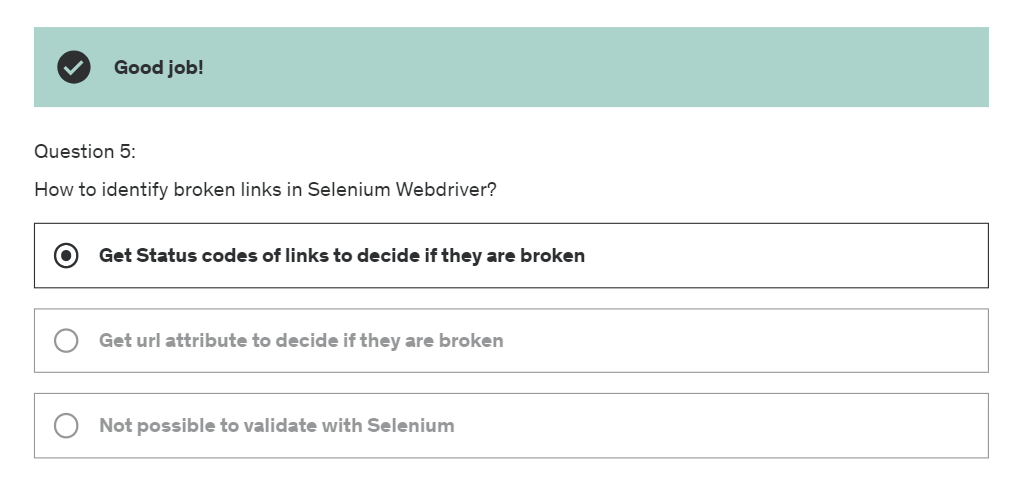 Good job!
Question 5:
How to identify broken links in Selenium Webdriver?
Get Status codes of links to decide if they are broken
Get url attribute to decide if they are broken
Not possible to validate with Selenium